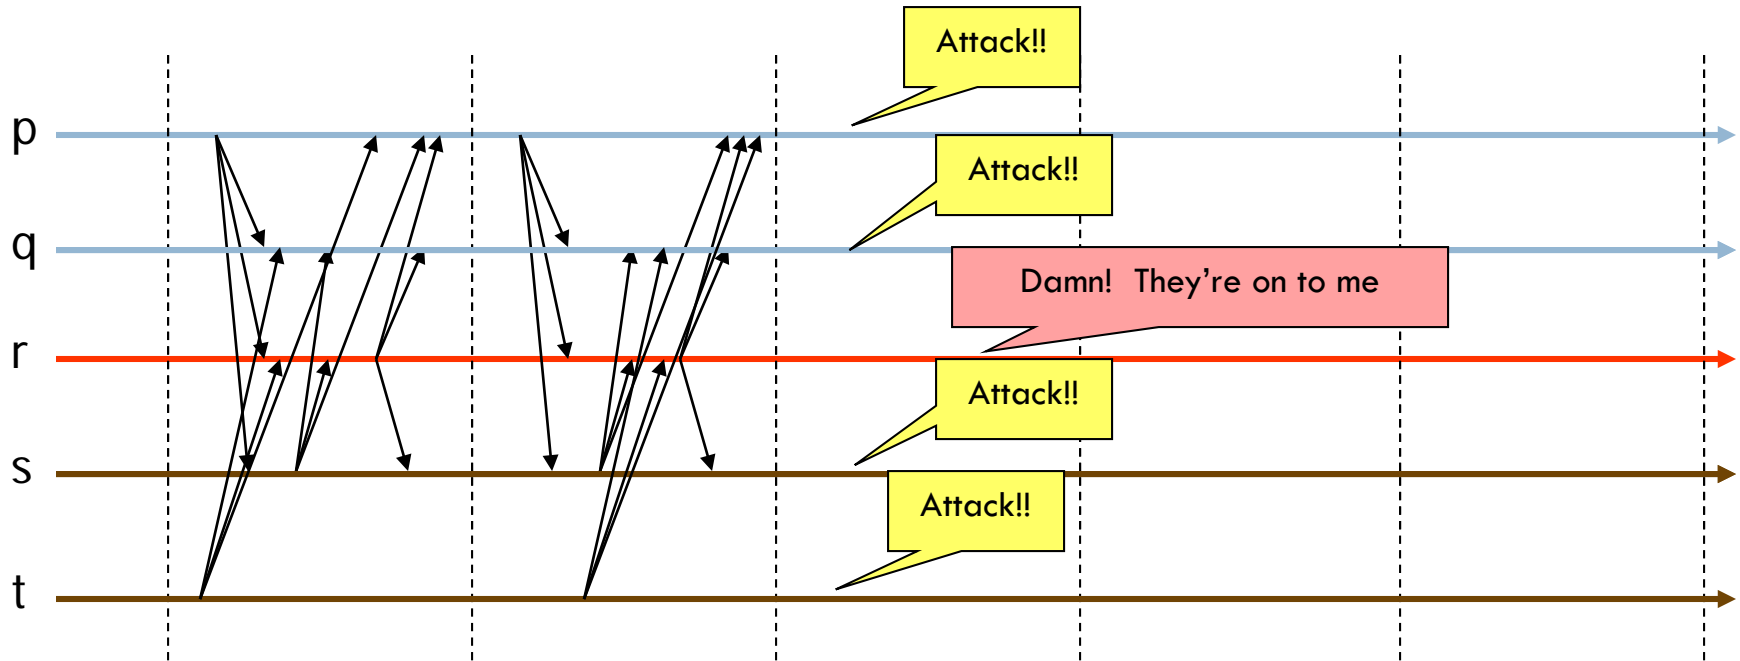 Attack!!
p
Attack!!
q
Damn! They’re on to me
r
Attack!!
s
Attack!!
t